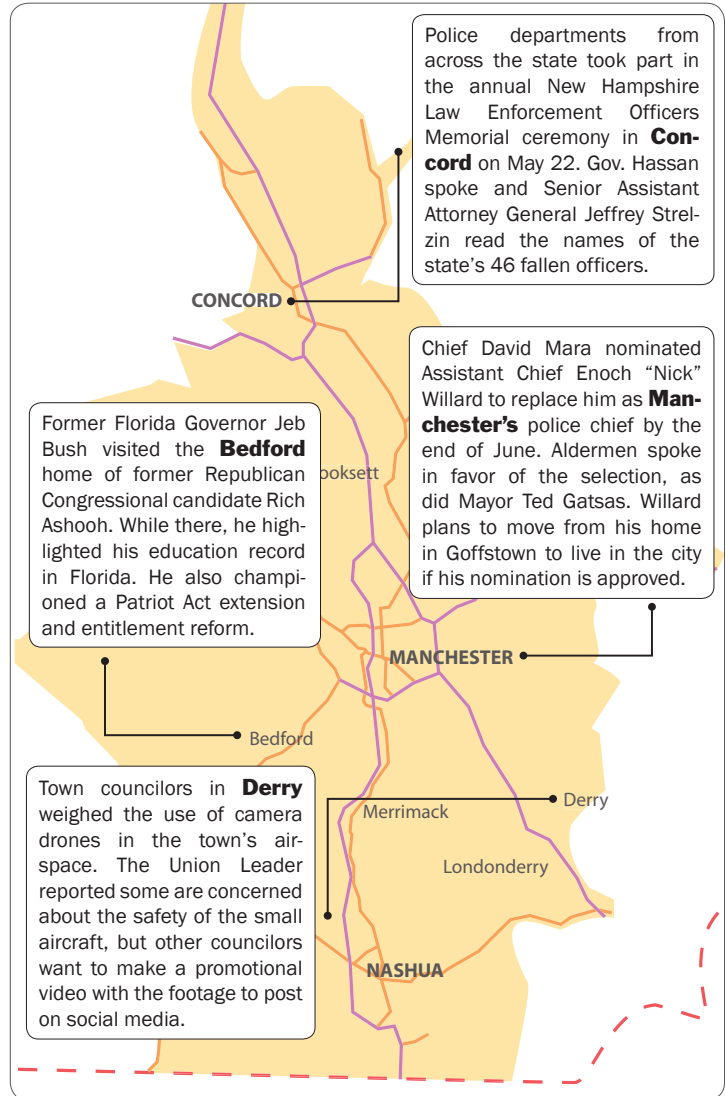 Police departments from
across the state took part in
the annual New Hampshire
Law Enforcement Officers
Memorial ceremony in Con-
cord on May 22. Gov. Hassan
spoke and Senior Assistant
Attorney General Jeffrey Strel-
zin read the names of the
state's 46 fallen officers.
CONCORD
Chief David Mara nominated
Assistant Chief Enoch “Nick”
Willard to replace him as Man-
chester's police chief by the
end of June. Aldermen spoke
in favor of the selection, as
did Mayor Ted Gatsas. Willard
plans to move from his home
in Goffstown to live in the city
if his nomination is approved.
Former Florida Governor Jeb
Bush visited the Bedford
home of former Republican
Congressional candidate Rich
Ashooh. While there, he high-
lighted his education record
in Florida. He also champi-
oned a Patriot Act extension
and entitlement reform.
ooksett
MANCHESTER
Bedford
Town councilors in Derry
weighed the use of camera
drones in the town's air-
space. The Union Leader
reported some are concerned
about the safety of the small
aircraft, but other councilors
want to make a promotional
video with the footage to post
on social media.
Merrimack
Derry
Londonderry
NASHUA